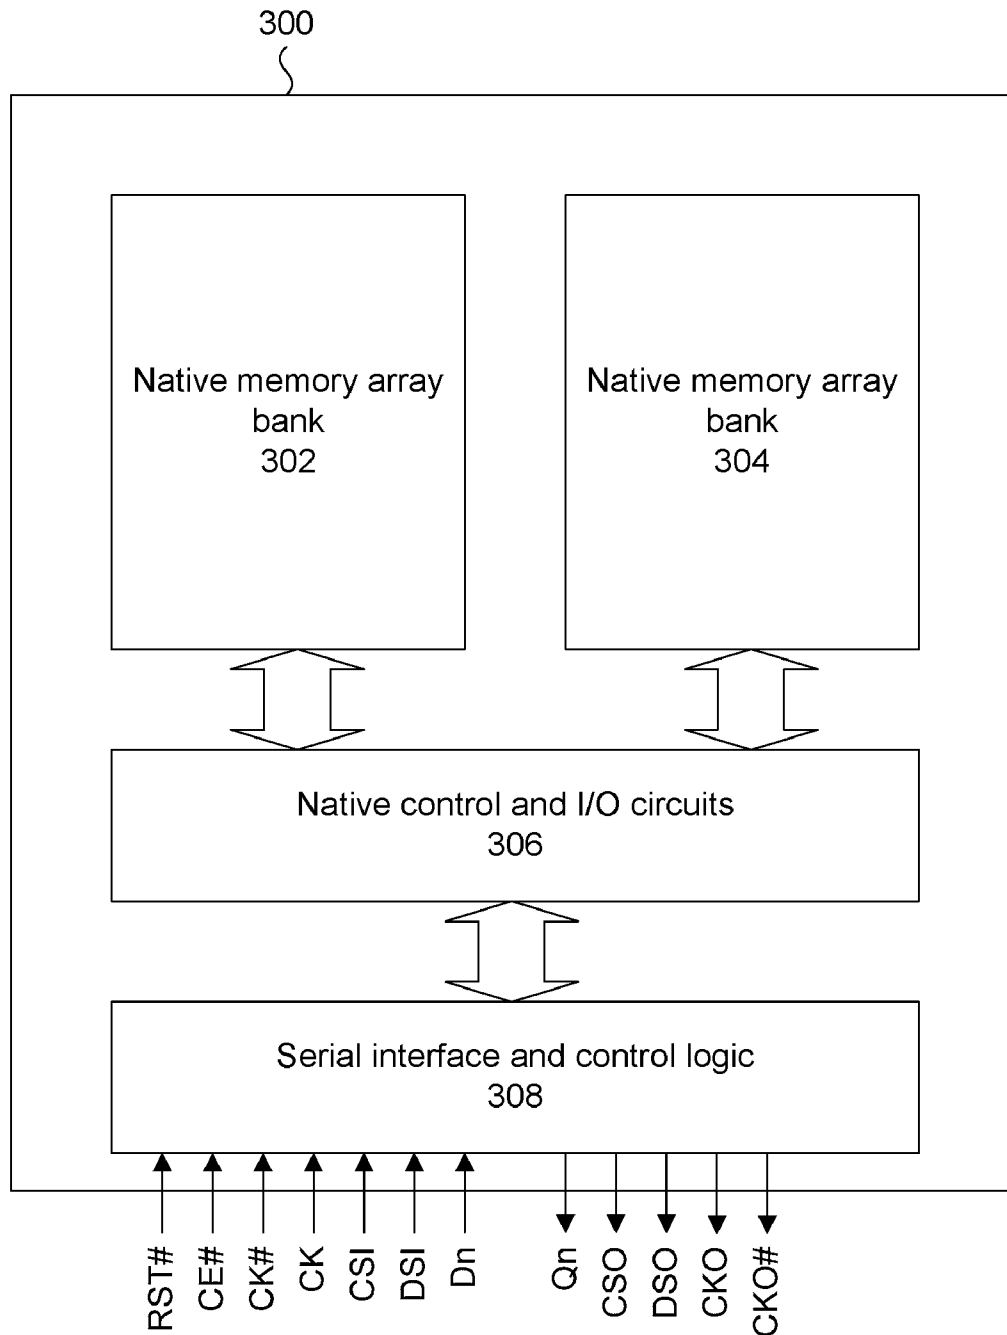 300
Native memory array
bank
302
Native memory array
bank
304
Native control and I/O circuits
306
Serial interface and control logic
308
RST#
CE#
CK#
CK
CSI
DSI
Dn
Qn
CSO
DSO
CKO
CKO#